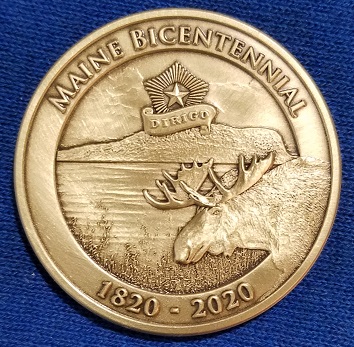 MAINE BICENTENNIAL
DIRIGO
1820 - 2020